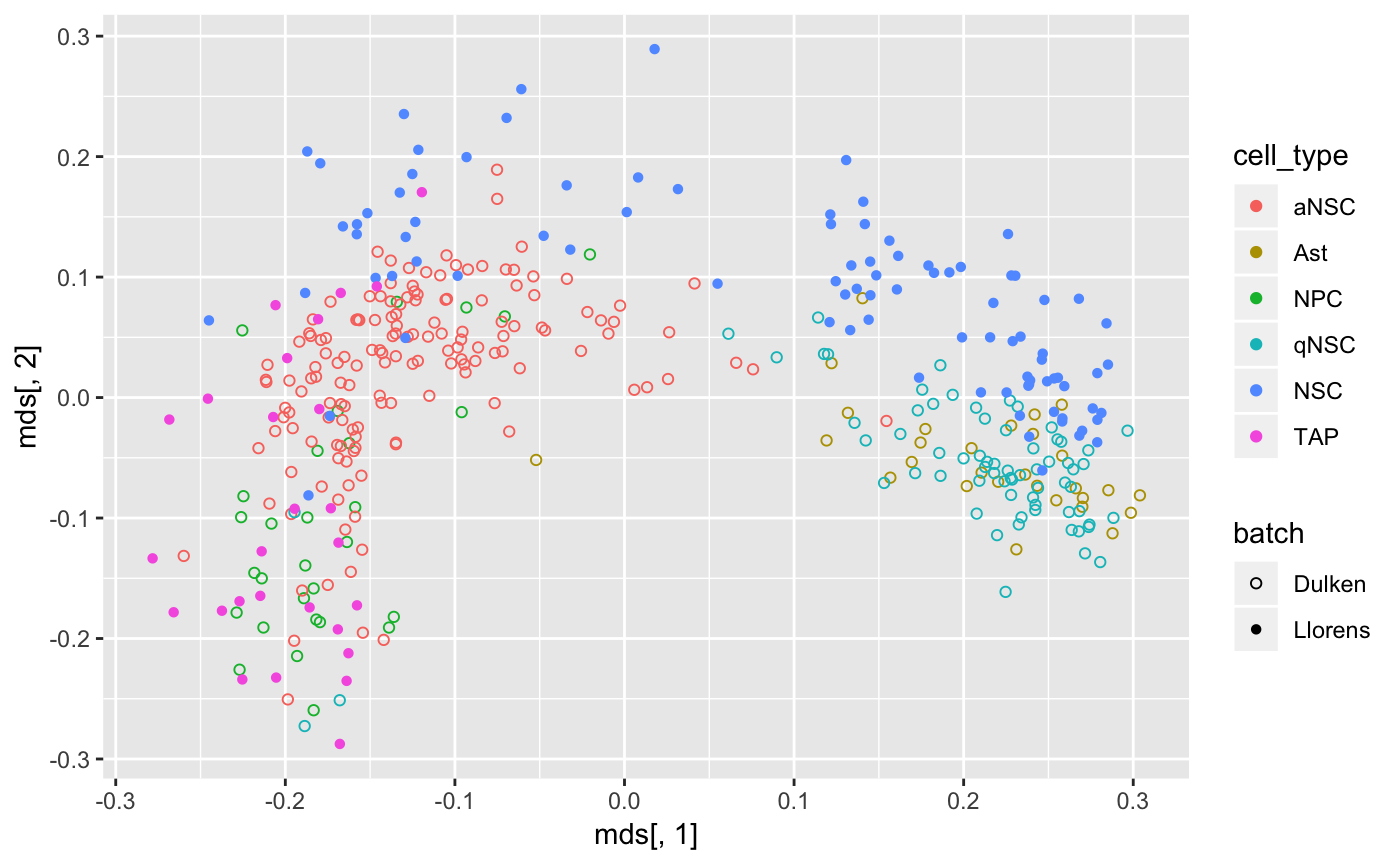 0.3
0.2
0.1
0.0
-0.1
-0.2
-0.3
mds[, 2]
-0.3 -0.2 -0.1 0.0 0.1 0.2 0.3
mds[, 1]
cell_type
aNSC
Ast
NPC
qNSC
NSC
TAP
batch
Dulken
Llorens